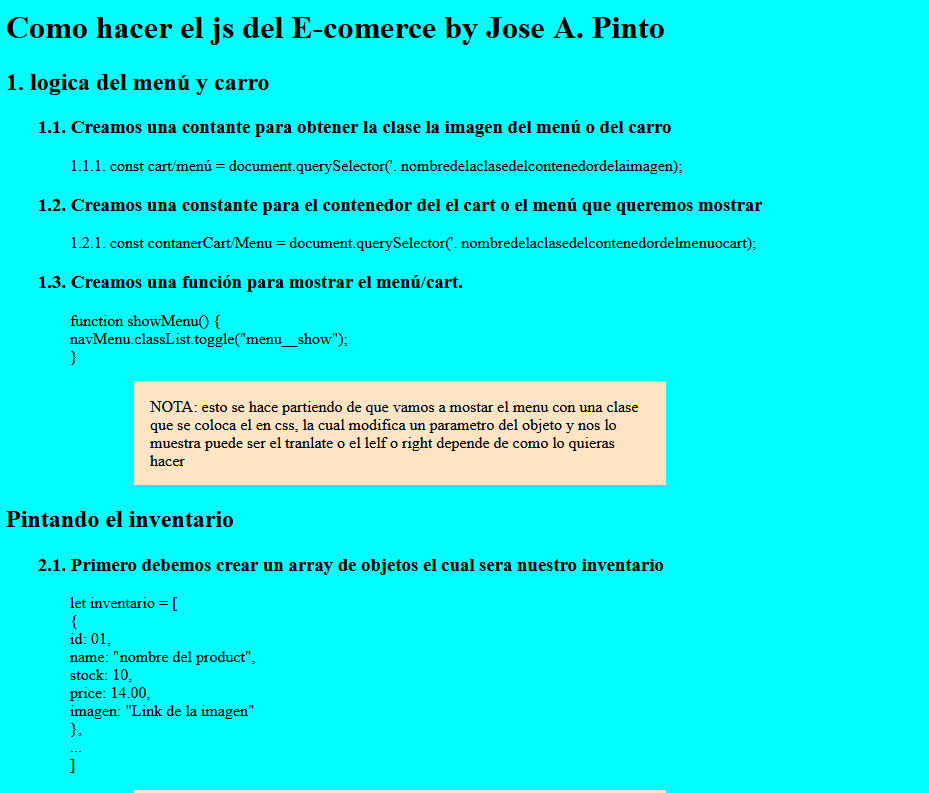 Como hacer el js del E-comerce by Jose A. Pinto
1. logica del menú y carro
1.1. Creamos una contante para obtener la clase la imagen del menú o del carro
1.1.1. const cart/menú = document.querySelector('. nombredelaclasedelcontenedordelaimagen);
1.2. Creamos una constante para el contenedor del el cart o el menú que queremos mostrar
1.2.1. const contanerCart/Menu = document.querySelector('. nombredelaclasedelcontenedordelmenuocart);
1.3. Creamos una función para mostrar el menú/cart.
function showMenu() {
navMenu.classList.toggle("menu__show");
}
NOTA: esto se hace partiendo de que vamos a mostar el menu con una clase
que se coloca el en css, la cual modifica un parametro del objeto y nos lo
muestra puede ser el tranlate o el lelf o right depende de como lo quieras
hacer
Pintando el inventario
2.1. Primero debemos crear un array de objetos el cual sera nuestro inventario
let inventario = [
{
id: 01,
name: "nombre del product",
stock: 10,
price: 14.00,
imagen: "Link de la imagen"
},
...
]